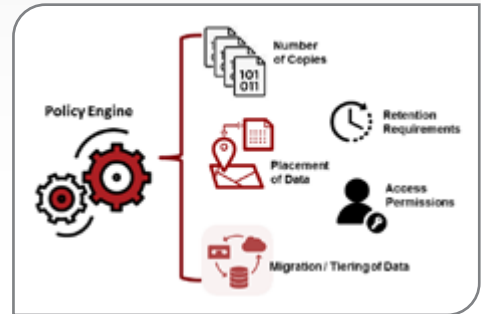 Number
of Copies
101
011
Policy Engine
Retention
Requirements
Placement
of Data
Access
Permissions
Migration / Tiering of Data